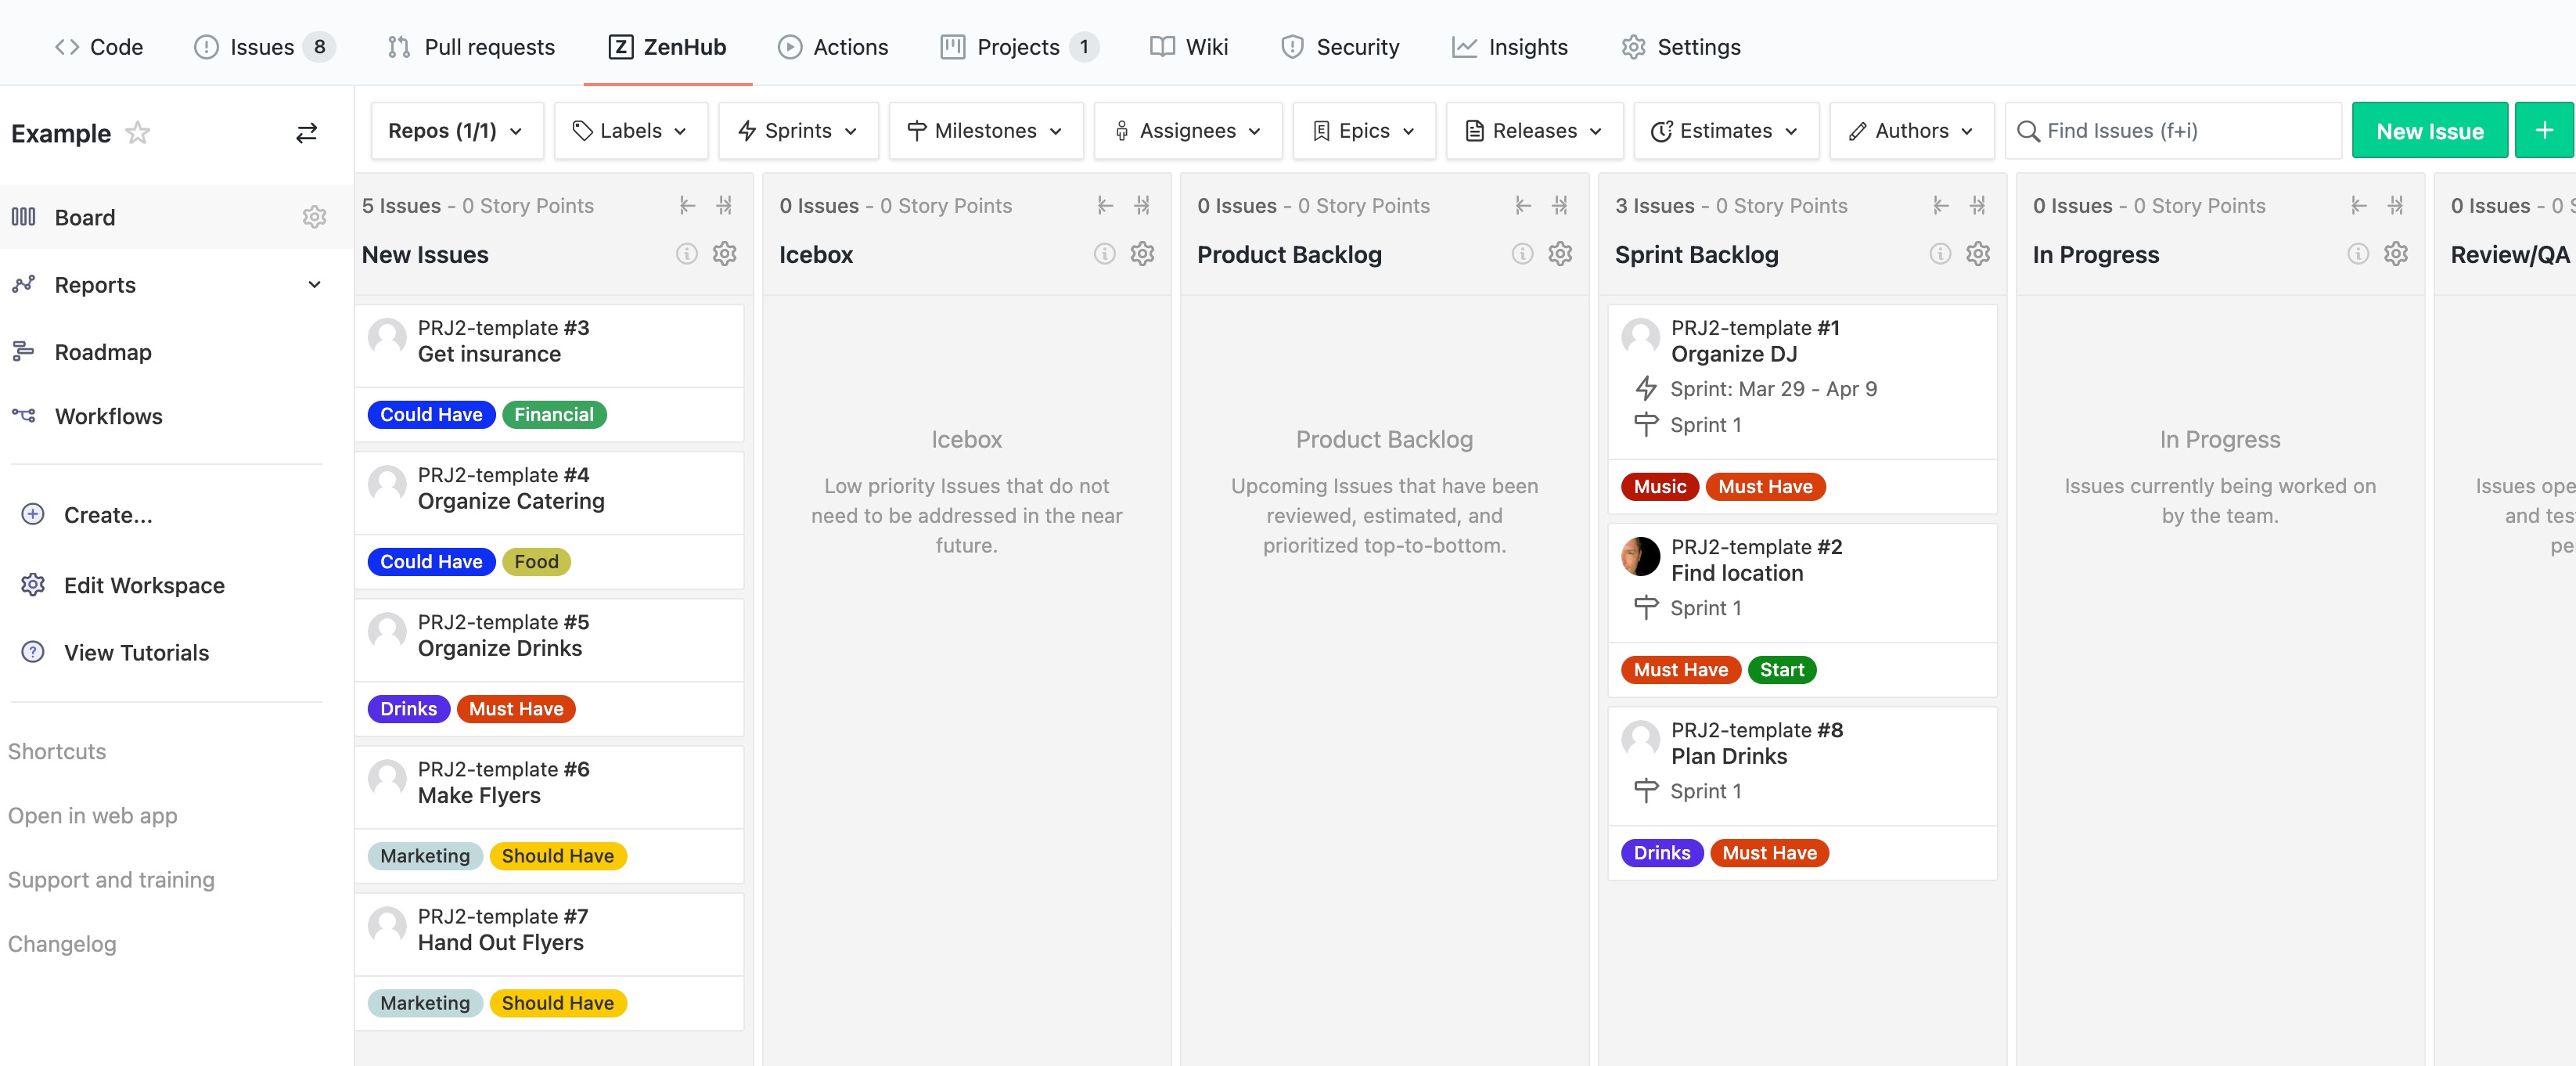 Code
Issues 8
Pull requests
Z ZenHub
Actions
Projects 1
Wiki
Security
Insights
Settings
Example
Repos (1/1)
Labels
Sprints
Milestones
Assignees
Epics
Releases
Estimates
Authors
Find Issues (f+i)
New Issue
+
Board
Reports
Roadmap
Workflows
Create...
Edit Workspace
View Tutorials
Shortcuts
Open in web app
Support and training
Changelog
5 Issues - 0 Story Points
New Issues
PRJ2-template #3
Get insurance
Could Have Financial
PRJ2-template #4
Organize Catering
Could Have Food
PRJ2-template #5
Organize Drinks
Drinks Must Have
PRJ2-template #6
Make Flyers
Marketing Should Have
PRJ2-template #7
Hand Out Flyers
Marketing Should Have
0 Issues - 0 Story Points
Icebox
Icebox
Low priority Issues that do not
need to be addressed in the near
future.
0 Issues - 0 Story Points
Product Backlog
Product Backlog
Upcoming Issues that have been
reviewed, estimated, and
prioritized top-to-bottom.
3 Issues - 0 Story Points
Sprint Backlog
PRJ2-template #1
Organize DJ
Sprint: Mar 29 - Apr 9
Sprint 1
Music Must Have
PRJ2-template #2
Find location
Sprint 1
Must Have Start
PRJ2-template #8
Plan Drinks
Sprint 1
Drinks Must Have
0 Issues - 0 Story Points
In Progress
In Progress
Issues currently being worked on
by the team.
0 Issues - 0 S
Review/QA
Issues ope
and tes
pe